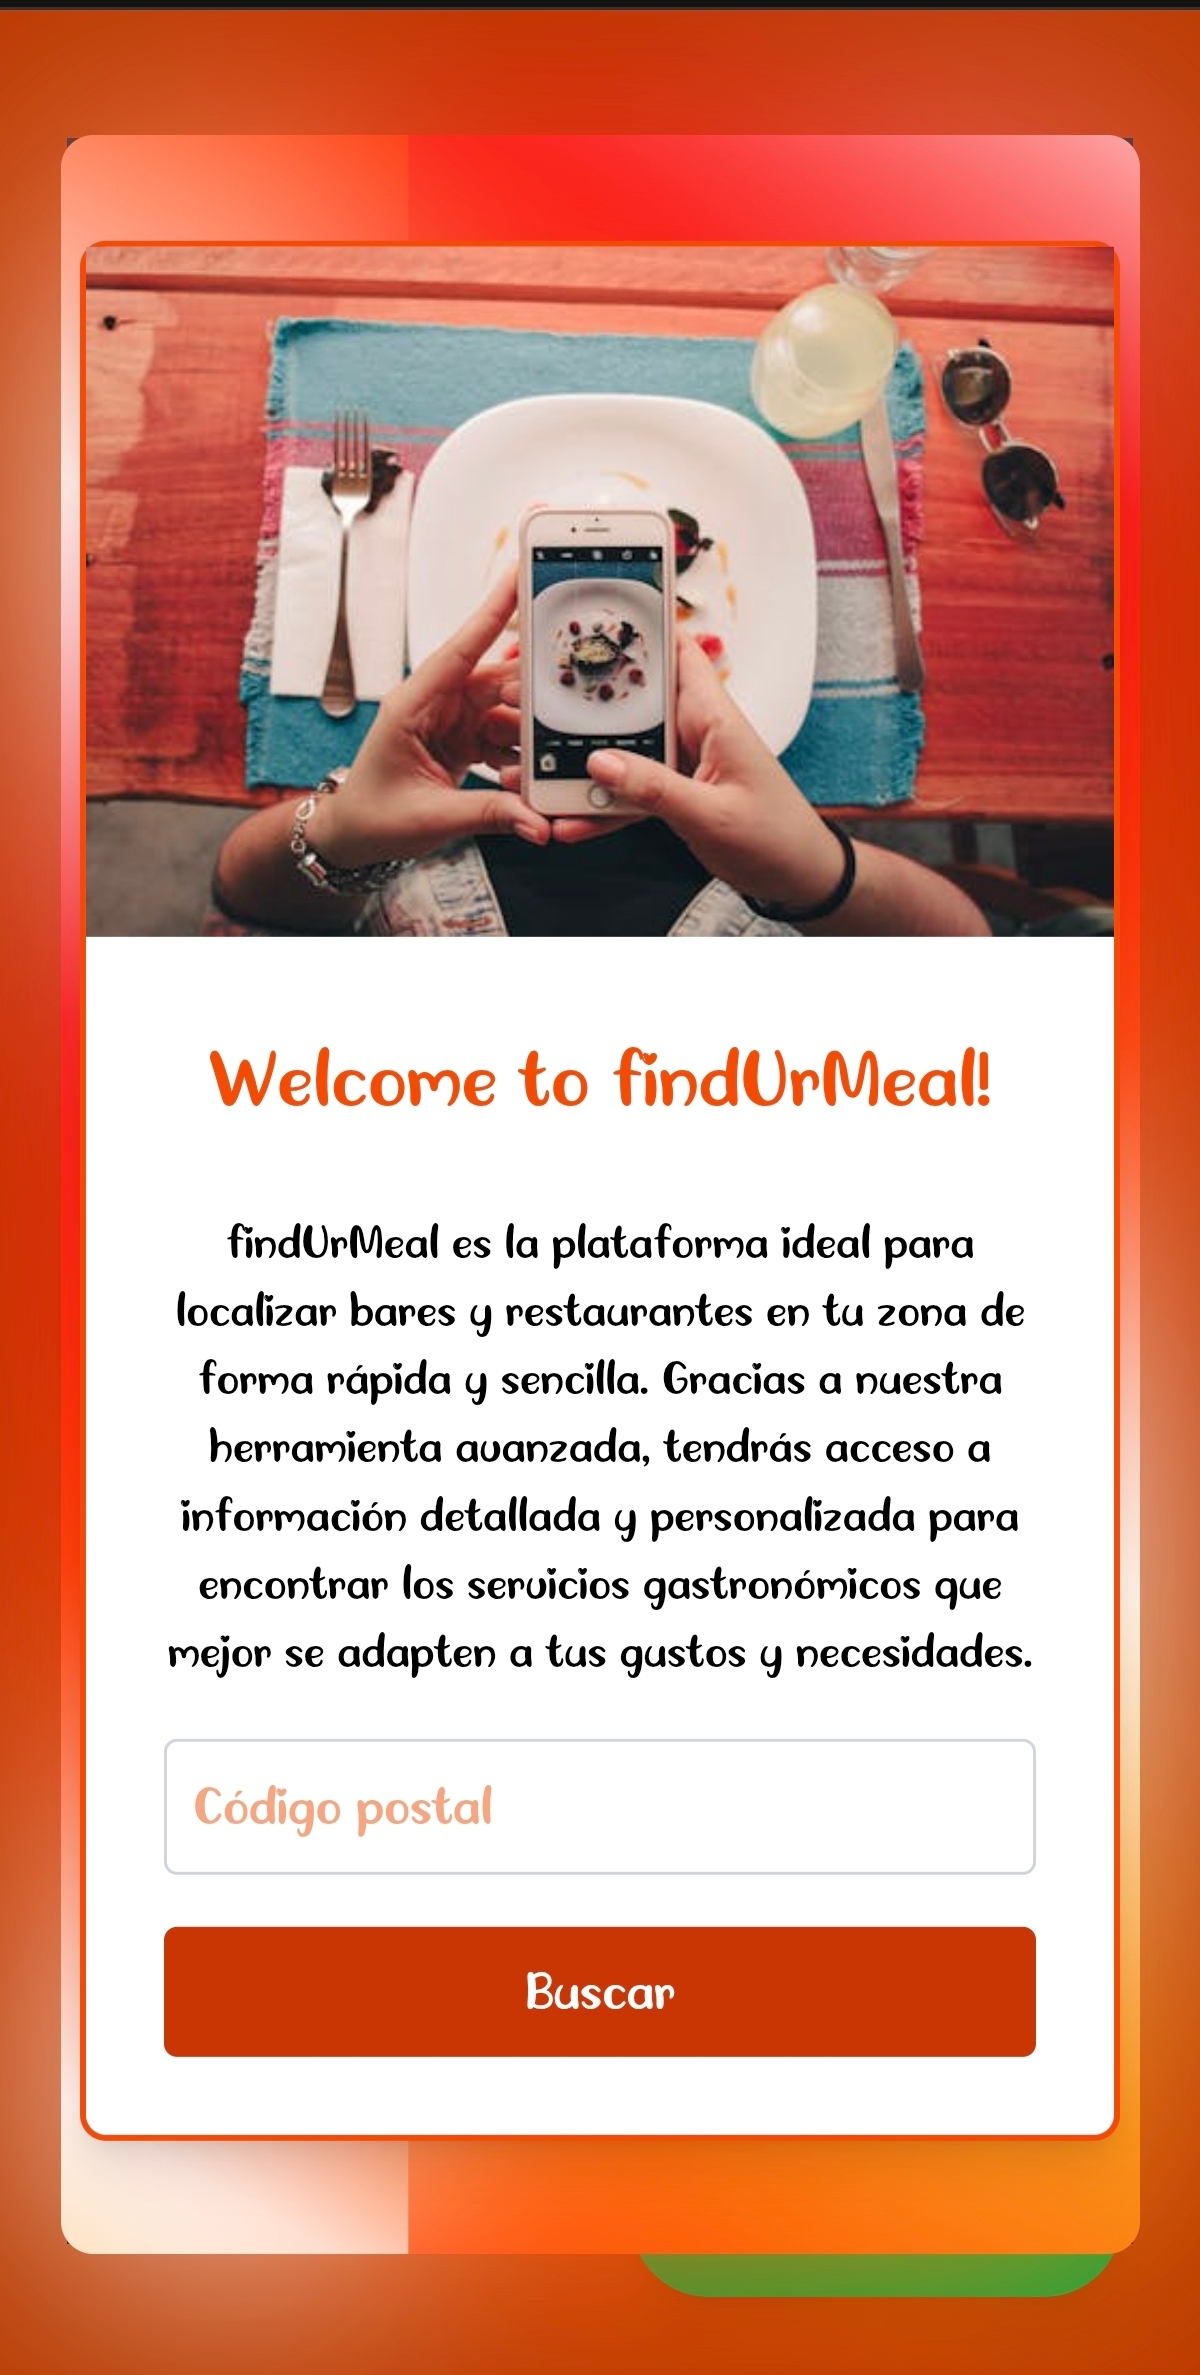 Welcome to findUrMeal!
findUrMeal es la plataforma ideal para
localizar bares y restaurantes en tu zona de
forma rápida y sencilla. Gracias a nuestra
herramienta avanzada, tendrás acceso a
información detallada y personalizada para
encontrar los servicios gastronómicos que
mejor se adapten a tus gustos y necesidades.
Código postal
Buscar